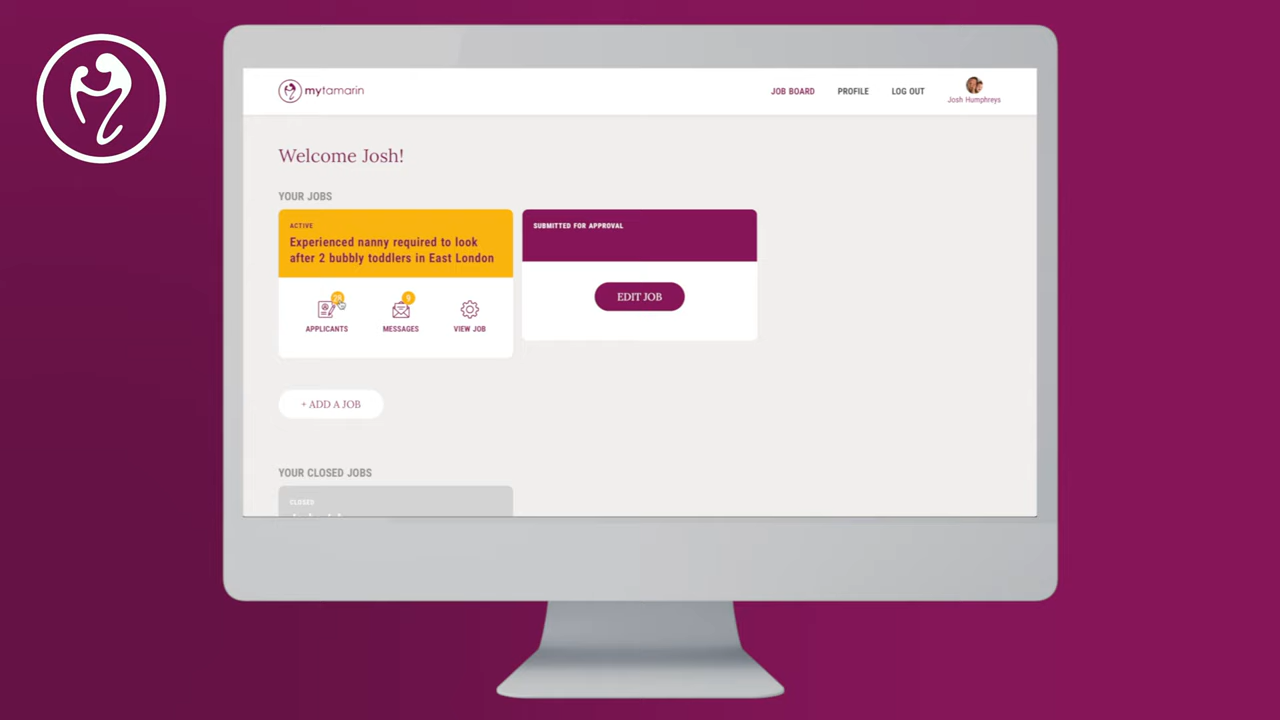 mytamarin
JOB BOARD
PROFILE
LOG OUT
Josh Humphreys
Welcome Josh!
YOUR JOBS
ACTIVE
Experienced nanny required to look
after 2 bubbly toddlers in East London
SUBMITTED FOR APPROVAL
9
EDIT JOB
APPLICANTS
MESSAGES
VIEW JOB
+ ADD A JOB
YOUR CLOSED JOBS
CLOSED